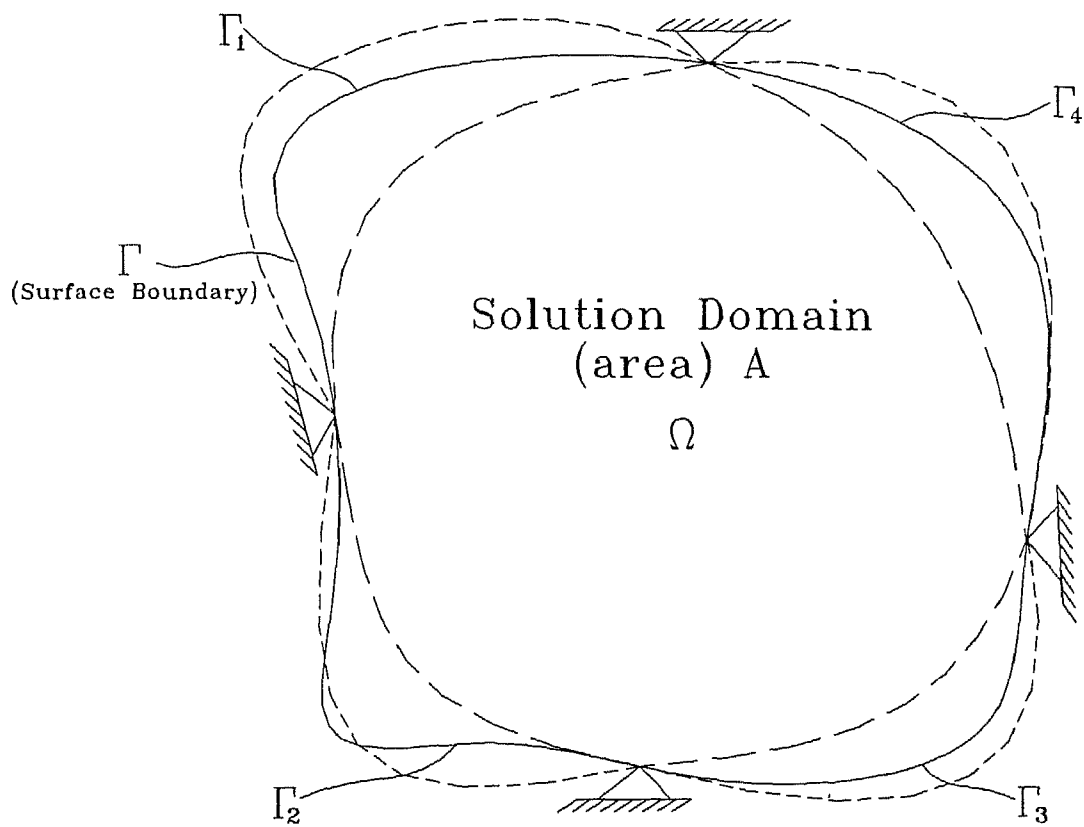 Γ₁
Γ₄
Γ
(Surface Boundary)
Solution Domain
(area) A
Ω
Γ₂
Γ₃